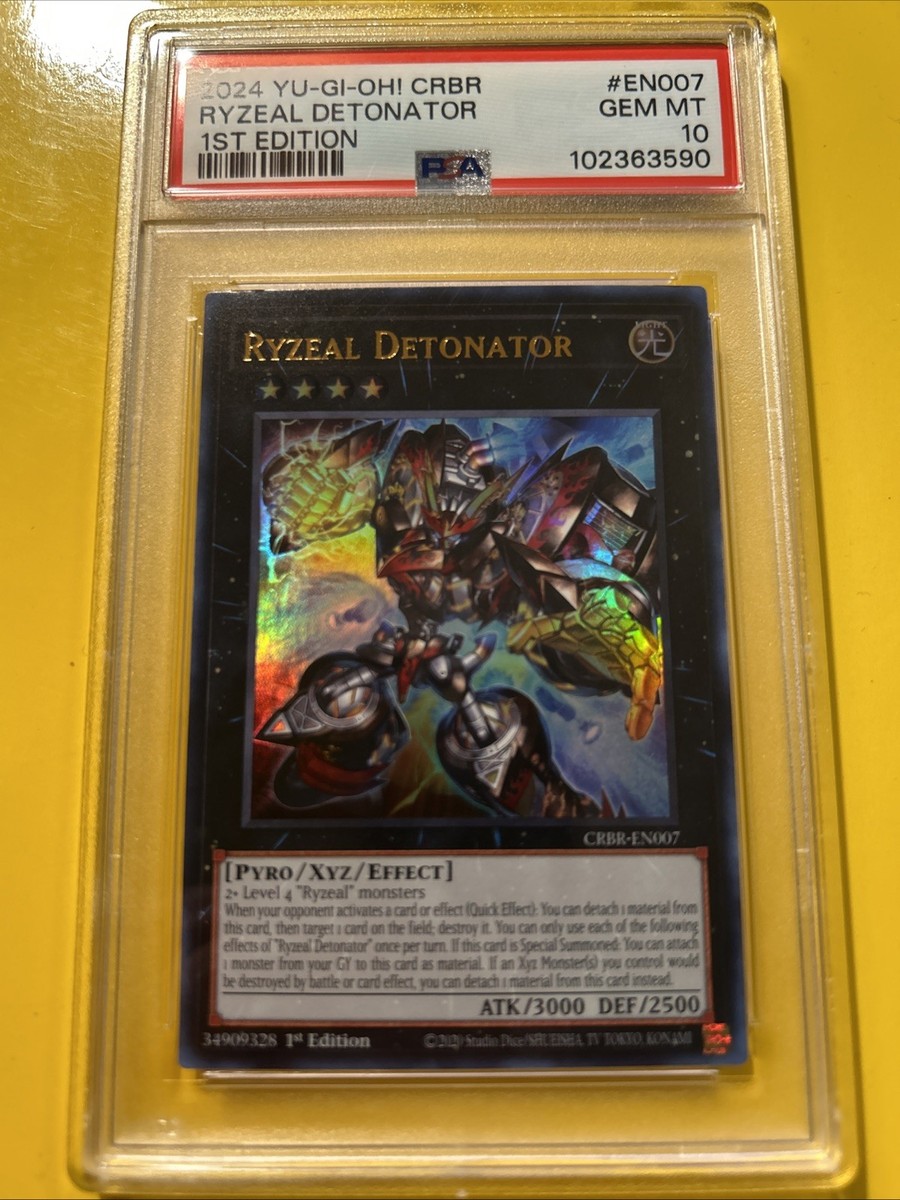 2024 YU-GI-OH! CRBR #EN007
RYZEAL DETONATOR GEM MT
1ST EDITION 10
PSA 102363590
RYZEAL DETONATOR
LIGHT
光
CRBR-EN007
[PYRO/XYZ/EFFECT]
2+ Level 4 "Ryzeal" monsters
When your opponent activates a card or effect (Quick Effect): You can detach 1 material from
this card, then target 1 card on the field; destroy it. You can only use each of the following
effects of "Ryzeal Detonator" once per turn. If this card is Special Summoned: You can attach
1 monster from your GY to this card as material. If an Xyz Monster(s) you control would
be destroyed by battle or card effect, you can detach 1 material from this card instead.
ATK/3000 DEF/2500
34909328 1st Edition ©2020 Studio Dice/SHUEISHA, TV TOKYO, KONAMI